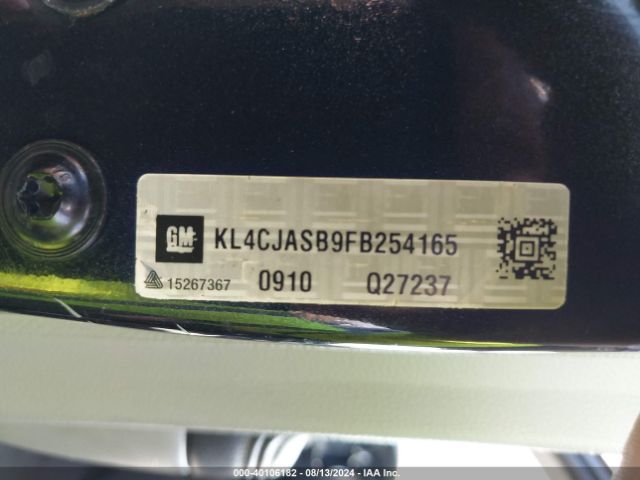 GM KL4CJASB9FB254165
15267367 0910 Q27237
000-40106182 - 08/13/2024 - IAA Inc.